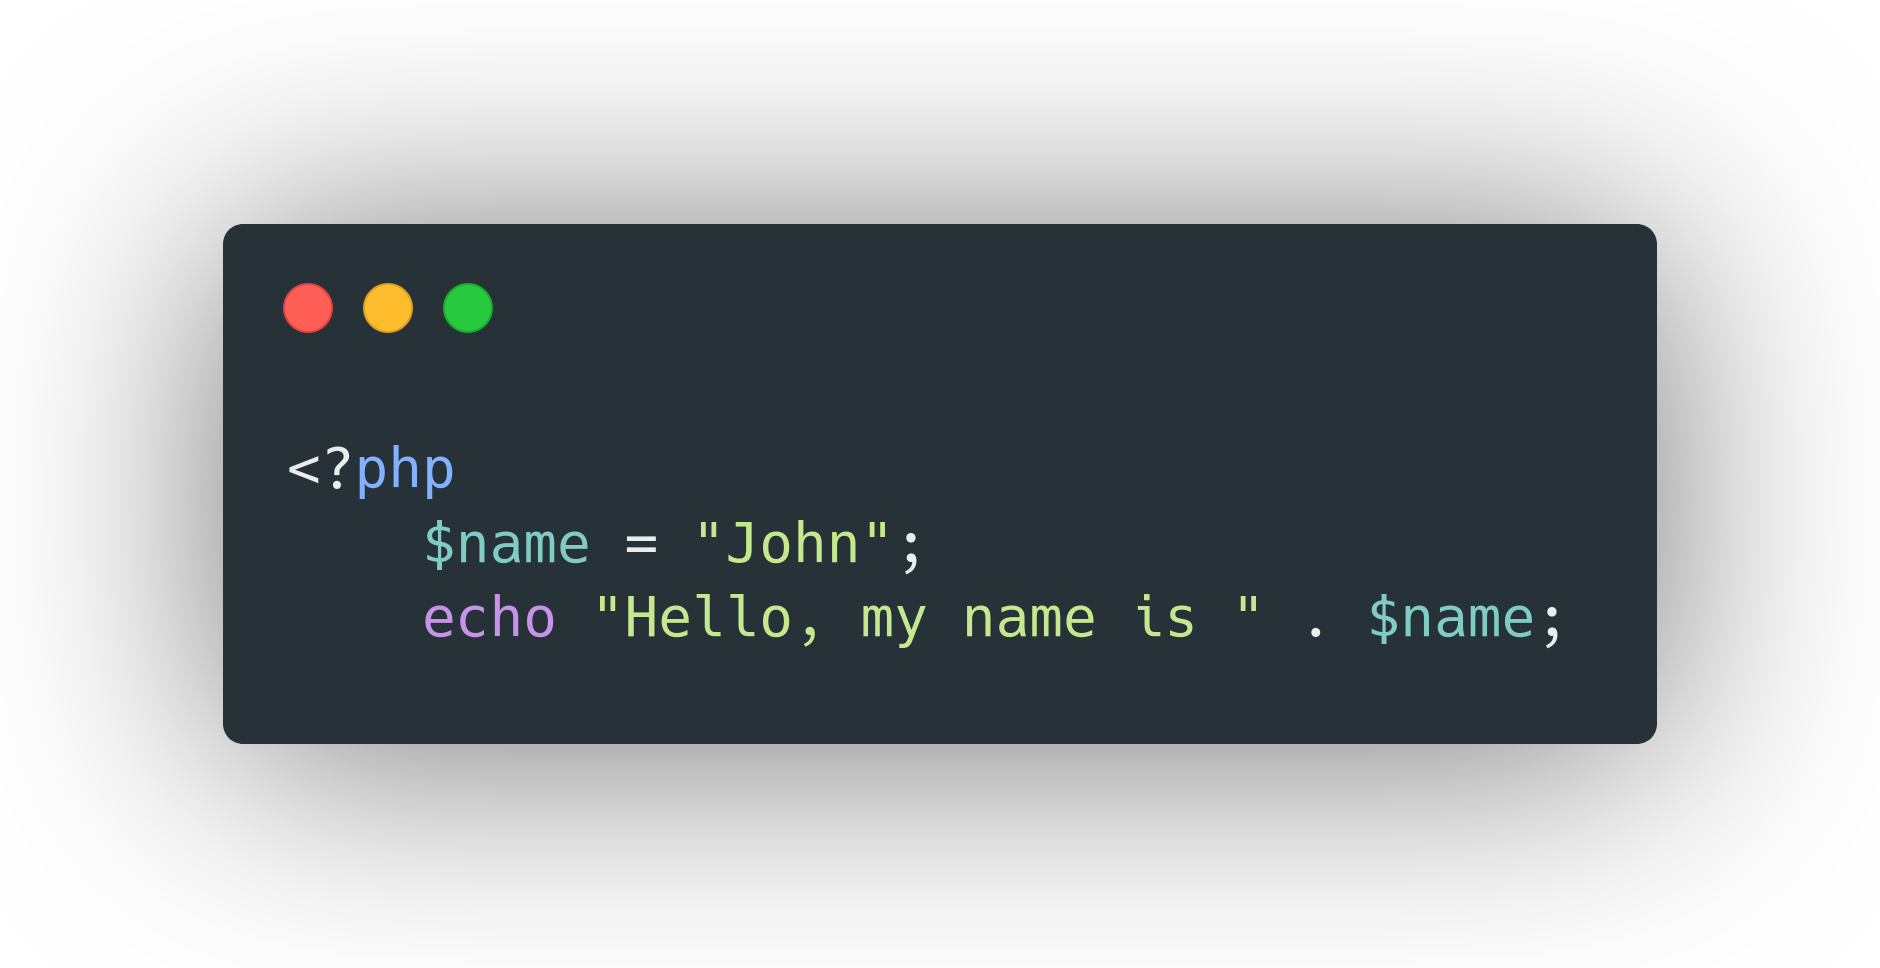 <?php
    $name = "John";
    echo "Hello, my name is " . $name;